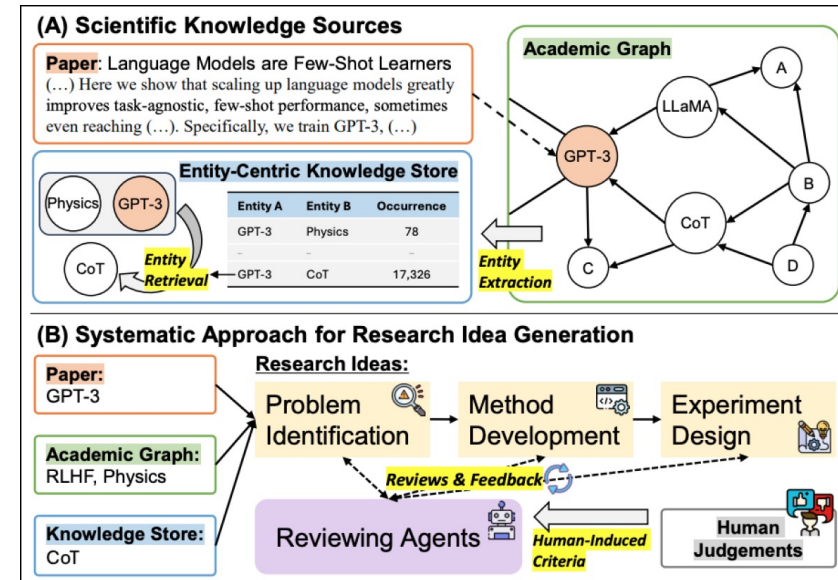 (A) Scientific Knowledge Sources
Paper: Language Models are Few-Shot Learners
(...) Here we show that scaling up language models greatly
improves task-agnostic, few-shot performance, sometimes
even reaching (...). Specifically, we train GPT-3, (...)
Academic Graph
A
LLaMA
GPT-3
B
CoT
C
D
Entity-Centric Knowledge Store
Physics
GPT-3
CoT
Entity
Retrieval
Entity A Entity B Occurrence
GPT-3 Physics 78
– – –
GPT-3 CoT 17,326
Entity
Extraction
(B) Systematic Approach for Research Idea Generation
Paper:
GPT-3
Academic Graph:
RLHF, Physics
Knowledge Store:
CoT
Research Ideas:
Problem
Identification
Method
Development
Experiment
Design
Reviews & Feedback
Reviewing Agents
Human-Induced
Criteria
Human
Judgements